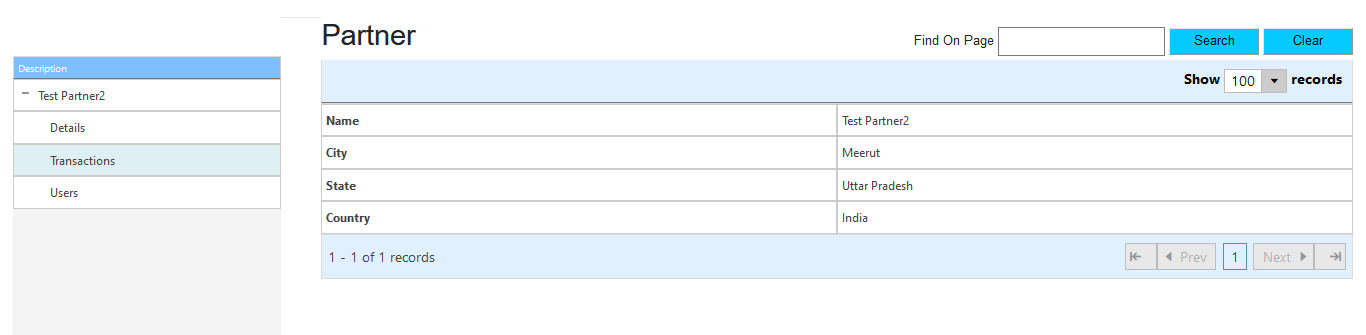 Partner
Find On Page Search Clear
Description
Test Partner2
Details
Transactions
Users
Show 100 records
Name Test Partner2
City Meerut
State Uttar Pradesh
Country India
1 - 1 of 1 records
Prev 1 Next